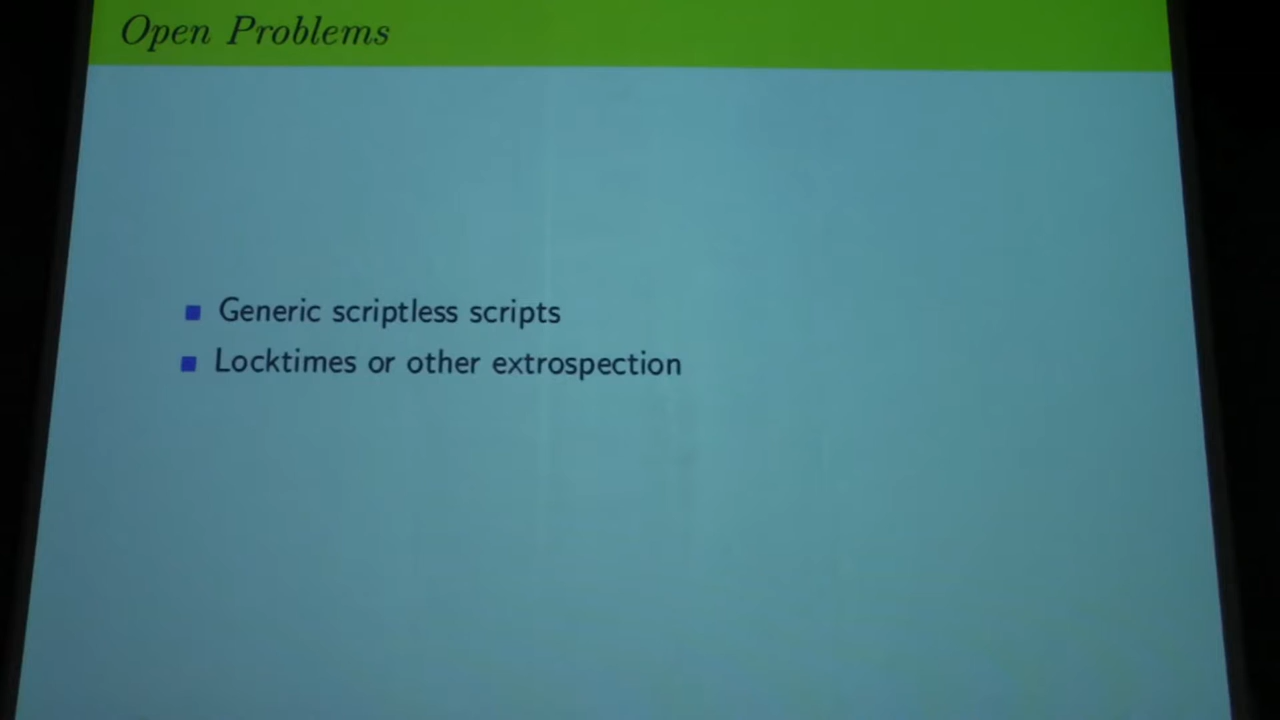 Open Problems
Generic scriptless scripts
Locktimes or other extrospection